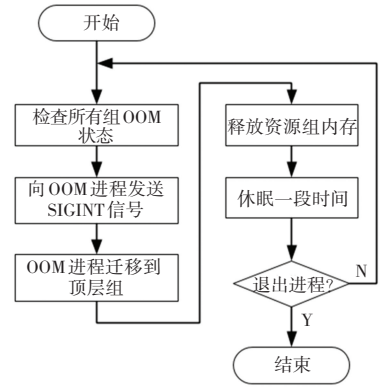 开始
检查所有组OOM
状态
向OOM进程发送
SIGINT信号
OOM进程迁移到
顶层组
释放资源组内存
休眠一段时间
退出进程?
N
Y
结束